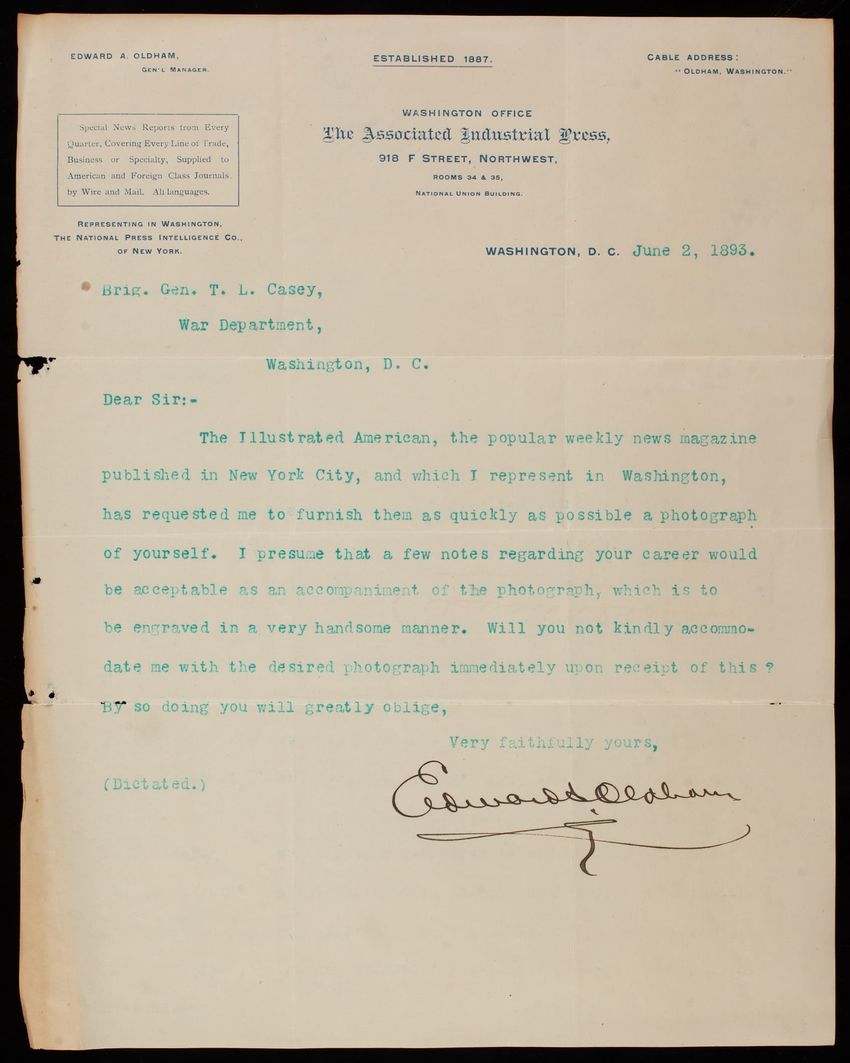 EDWARD A. OLDHAM,
GEN'L MANAGER.
ESTABLISHED 1887.
CABLE ADDRESS:
"OLDHAM, WASHINGTON."
Special News Reports from Every
Quarter, Covering Every Line of Trade,
Business or Specialty, Supplied to
American and Foreign Class Journals,
by Wire and Mail. All languages.
REPRESENTING IN WASHINGTON,
THE NATIONAL PRESS INTELLIGENCE CO.,
OF NEW YORK.
WASHINGTON OFFICE
The Associated Industrial Press,
918 F STREET, NORTHWEST,
ROOMS 34 & 35,
NATIONAL UNION BUILDING.
WASHINGTON, D. C. June 2, 1893.
Brig. Gen. T. L. Casey,
War Department,
Washington, D. C.
Dear Sir:-
The Illustrated American, the popular weekly news magazine
published in New York City, and which I represent in Washington,
has requested me to furnish them as quickly as possible a photograph
of yourself. I presume that a few notes regarding your career would
be acceptable as an accompaniment of the photograph, which is to
be engraved in a very handsome manner. Will you not kindly accommo-
date me with the desired photograph immediately upon receipt of this ?
By so doing you will greatly oblige,
Very faithfully yours,
(Dictated.)
Edward A. Oldham